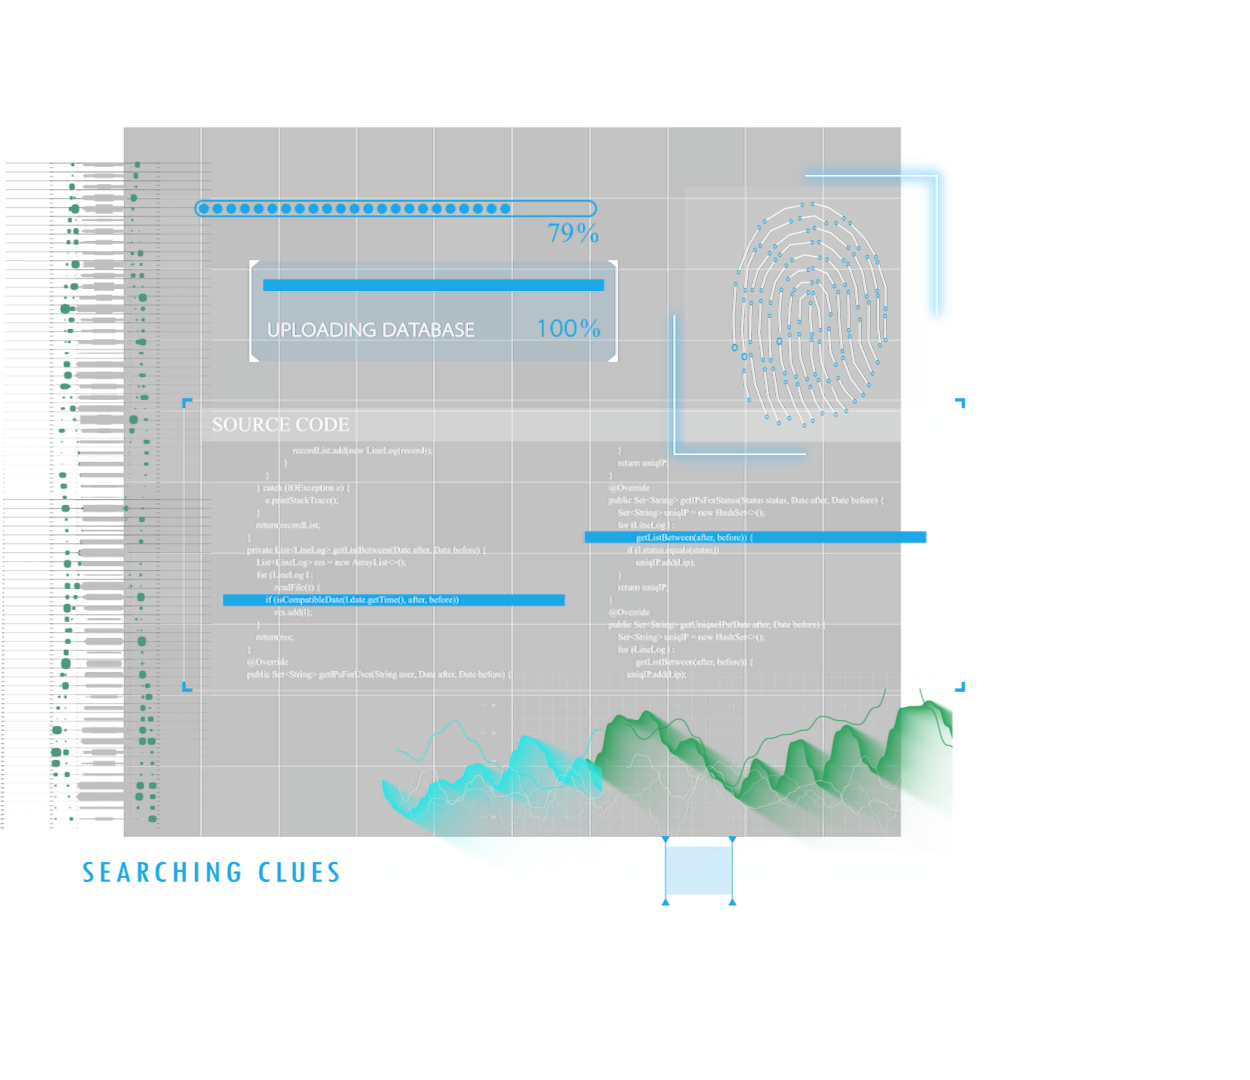 79%
UPLOADING DATABASE 100%
SOURCE CODE
recordList.add(new LineLog(record));
}
}
} catch (IOException e) {
e.printStackTrace();
}
return recordList;
}
private List<LineLog> getListBetween(Date after, Date before) {
List<LineLog> res = new ArrayList<>();
for (LineLog l :
readFile()) {
if (isCompatibleDate(l.date.getTime(), after, before))
res.add(l);
}
return res;
}
@Override
public Set<String> getIPsForUser(String user, Date after, Date before) {
}
return uniqIP;
}
@Override
public Set<String> getIPsForStatus(Status status, Date after, Date before) {
Set<String> uniqIP = new HashSet<>();
for (LineLog l :
getListBetween(after, before)) {
if (l.status.equals(status))
uniqIP.add(l.ip);
}
return uniqIP;
}
@Override
public Set<String> getUniqueIPs(Date after, Date before) {
Set<String> uniqIP = new HashSet<>();
for (LineLog l :
getListBetween(after, before)) {
uniqIP.add(l.ip);
SEARCHING CLUES